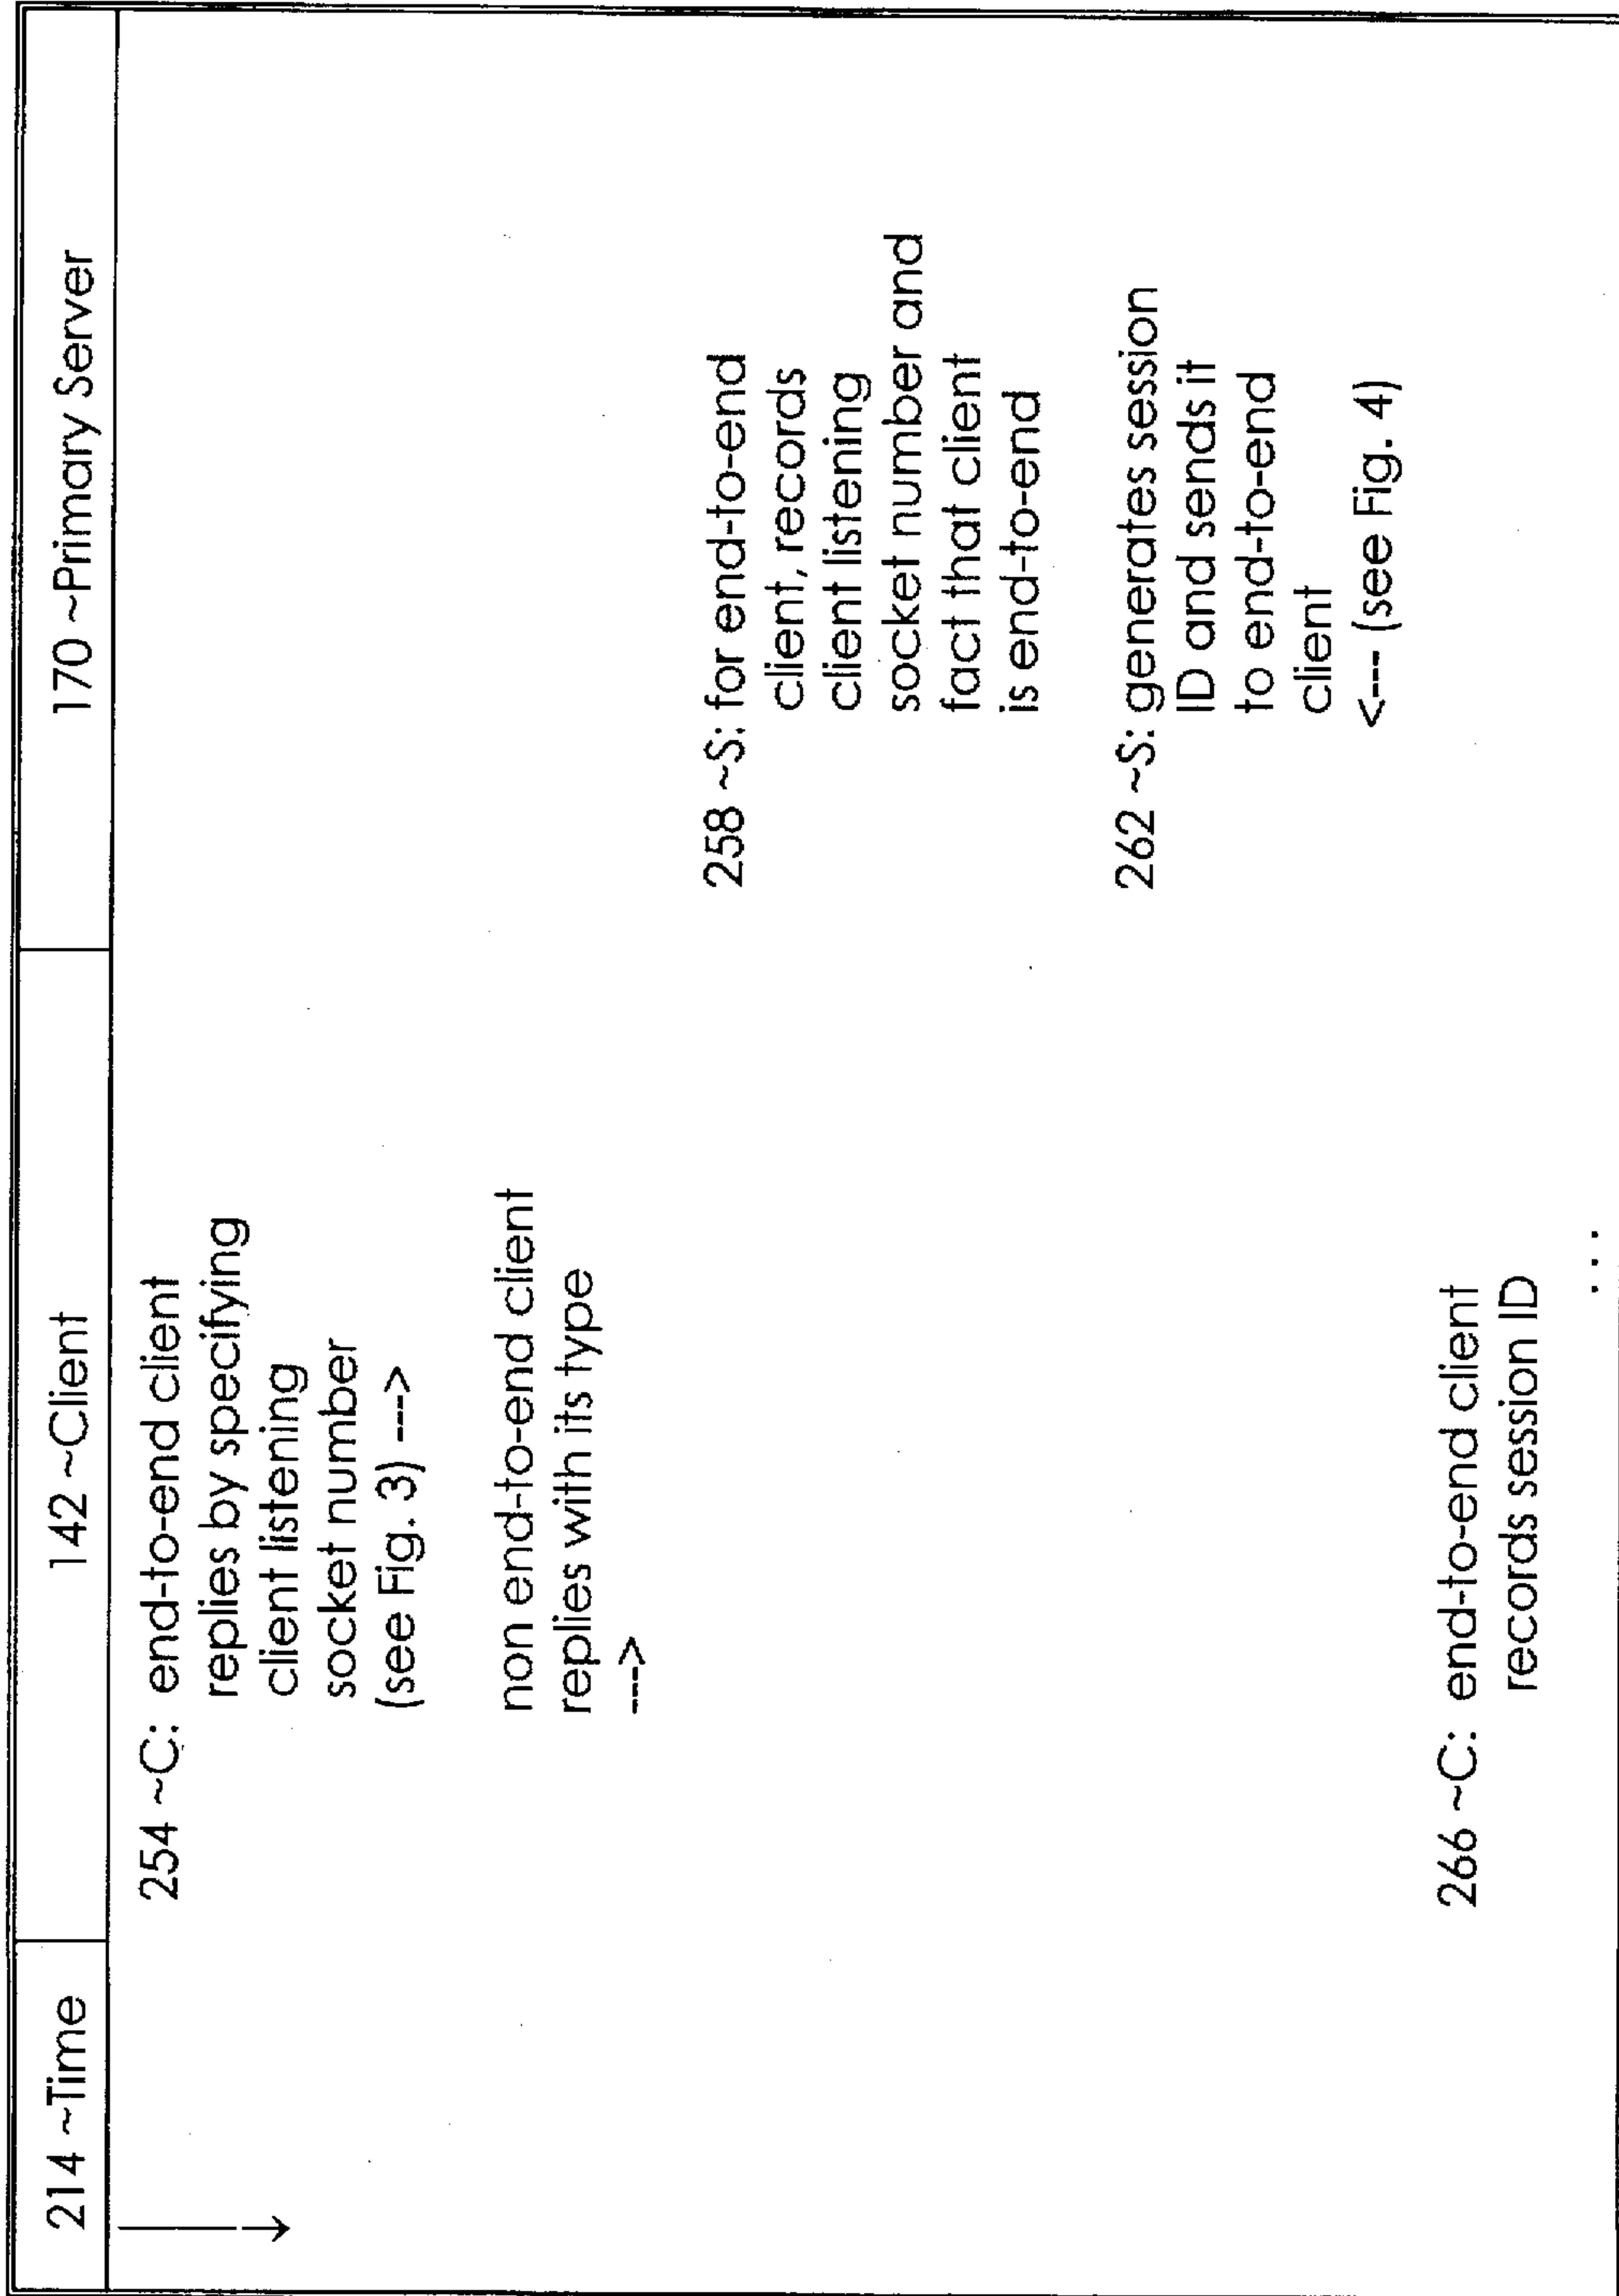 214 ~Time
142 ~Client
170 ~Primary Server
254 ~C: end-to-end client
replies by specifying
client listening
socket number
(see Fig. 3) --->
non end-to-end client
replies with its type
--->
258 ~S: for end-to-end
client, records
client listening
socket number and
fact that client
is end-to-end
262 ~S: generates session
ID and sends it
to end-to-end
client
<--- (see Fig. 4)
266 ~C: end-to-end client
records session ID
. . .